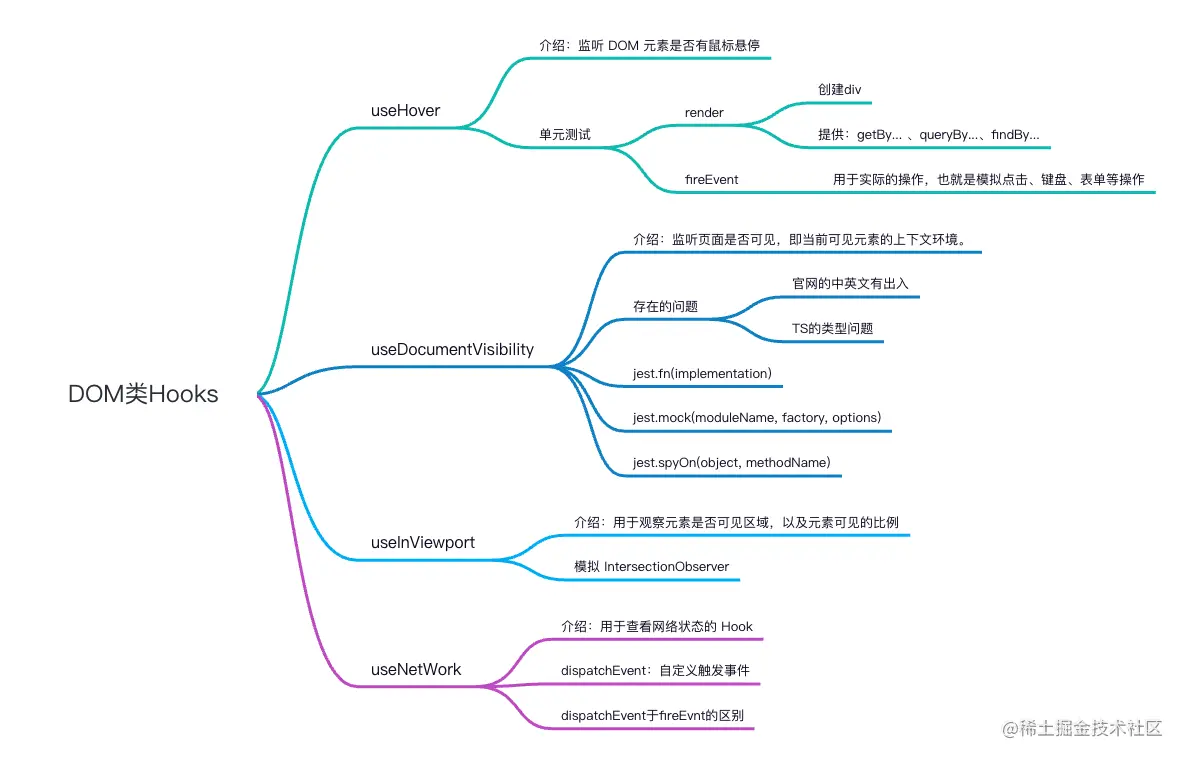 DOM类Hooks
useHover
介绍：监听 DOM 元素是否有鼠标悬停
单元测试
render
创建div
提供：getBy... 、queryBy...、findBy...
fireEvent
用于实际的操作，也就是模拟点击、键盘、表单等操作
useDocumentVisibility
介绍：监听页面是否可见，即当前可见元素的上下文环境。
存在的问题
官网的中英文有出入
TS的类型问题
jest.fn(implementation)
jest.mock(moduleName, factory, options)
jest.spyOn(object, methodName)
useInViewport
介绍：用于观察元素是否可见区域，以及元素可见的比例
模拟 IntersectionObserver
useNetWork
介绍：用于查看网络状态的 Hook
dispatchEvent：自定义触发事件
dispatchEvent于fireEvnt的区别
@稀土掘金技术社区